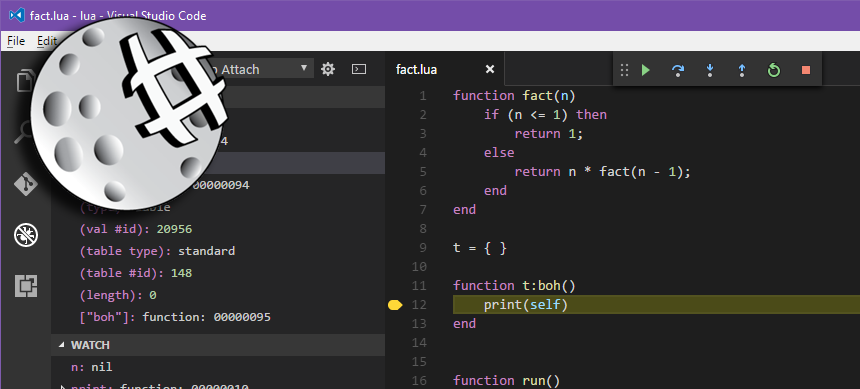 fact.lua - lua - Visual Studio Code
File Edit
Attach
fact.lua
1 function fact(n)
2 if (n <= 1) then
3 return 1;
4 else
5 return n * fact(n - 1);
6 end
7 end
8
9 t = { }
10
11 function t:boh()
12 print(self)
13 end
14
15
16 function run()
4
00000094
(type): table
(val #id): 20956
(table type): standard
(table #id): 148
(length): 0
["boh"]: function: 00000095
WATCH
n: nil
print: function: 00000010